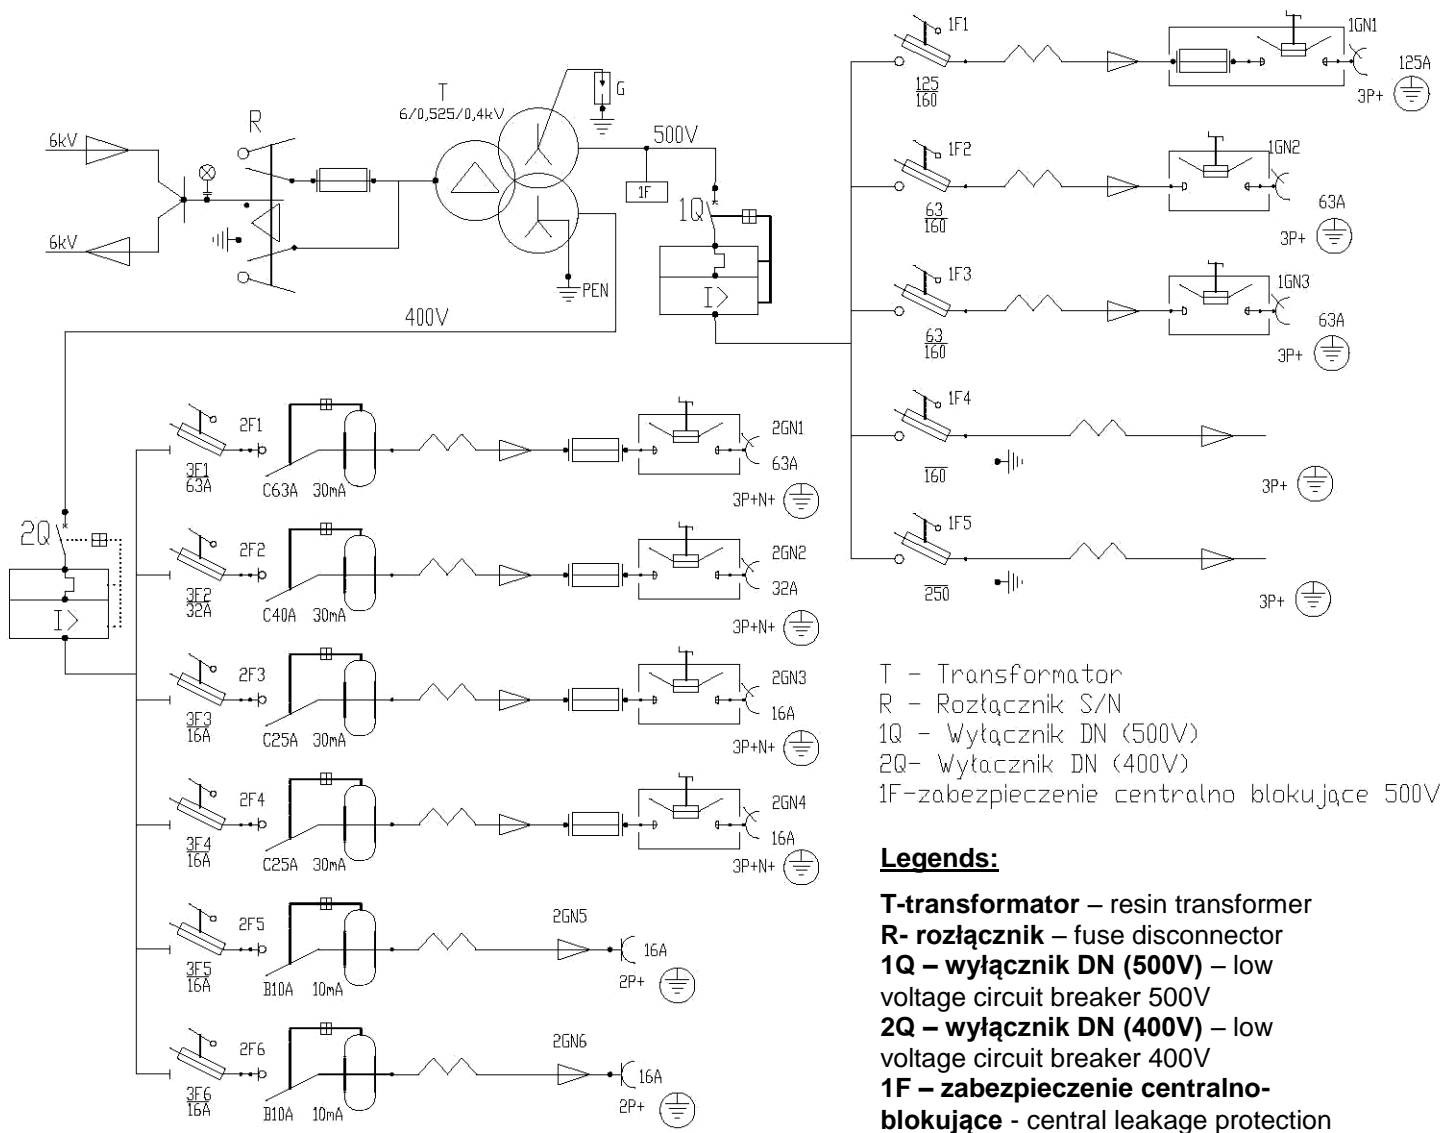 R
6kV
6kV
T
6/0,525/0,4kV
G
500V
1F
1Q
I>
PEN
400V
1F1
125
160
1GN1
125A
3P+
1F2
63
160
1GN2
63A
3P+
1F3
63
160
1GN3
63A
3P+
1F4
160
3P+
1F5
250
3P+
2Q
I>
2F1
3F1
63A
C63A 30mA
2GN1
63A
3P+N+
2F2
3F2
32A
C40A 30mA
2GN2
32A
3P+N+
2F3
3F3
16A
C25A 30mA
2GN3
16A
3P+N+
2F4
3F4
16A
C25A 30mA
2GN4
16A
3P+N+
2F5
3F5
16A
B10A 10mA
2GN5
16A
2P+
2F6
3F6
16A
B10A 10mA
2GN6
16A
2P+
T - Transformator
R - Rozłącznik S/N
1Q - Wyłącznik DN (500V)
2Q- Wyłacznik DN (400V)
1F-zabezpieczenie centralno blokujące 500V
Legends:
T-transformator – resin transformer
R- rozłącznik – fuse disconnector
1Q – wyłącznik DN (500V) – low
voltage circuit breaker 500V
2Q – wyłącznik DN (400V) – low
voltage circuit breaker 400V
1F – zabezpieczenie centralno-
blokujące - central leakage protection